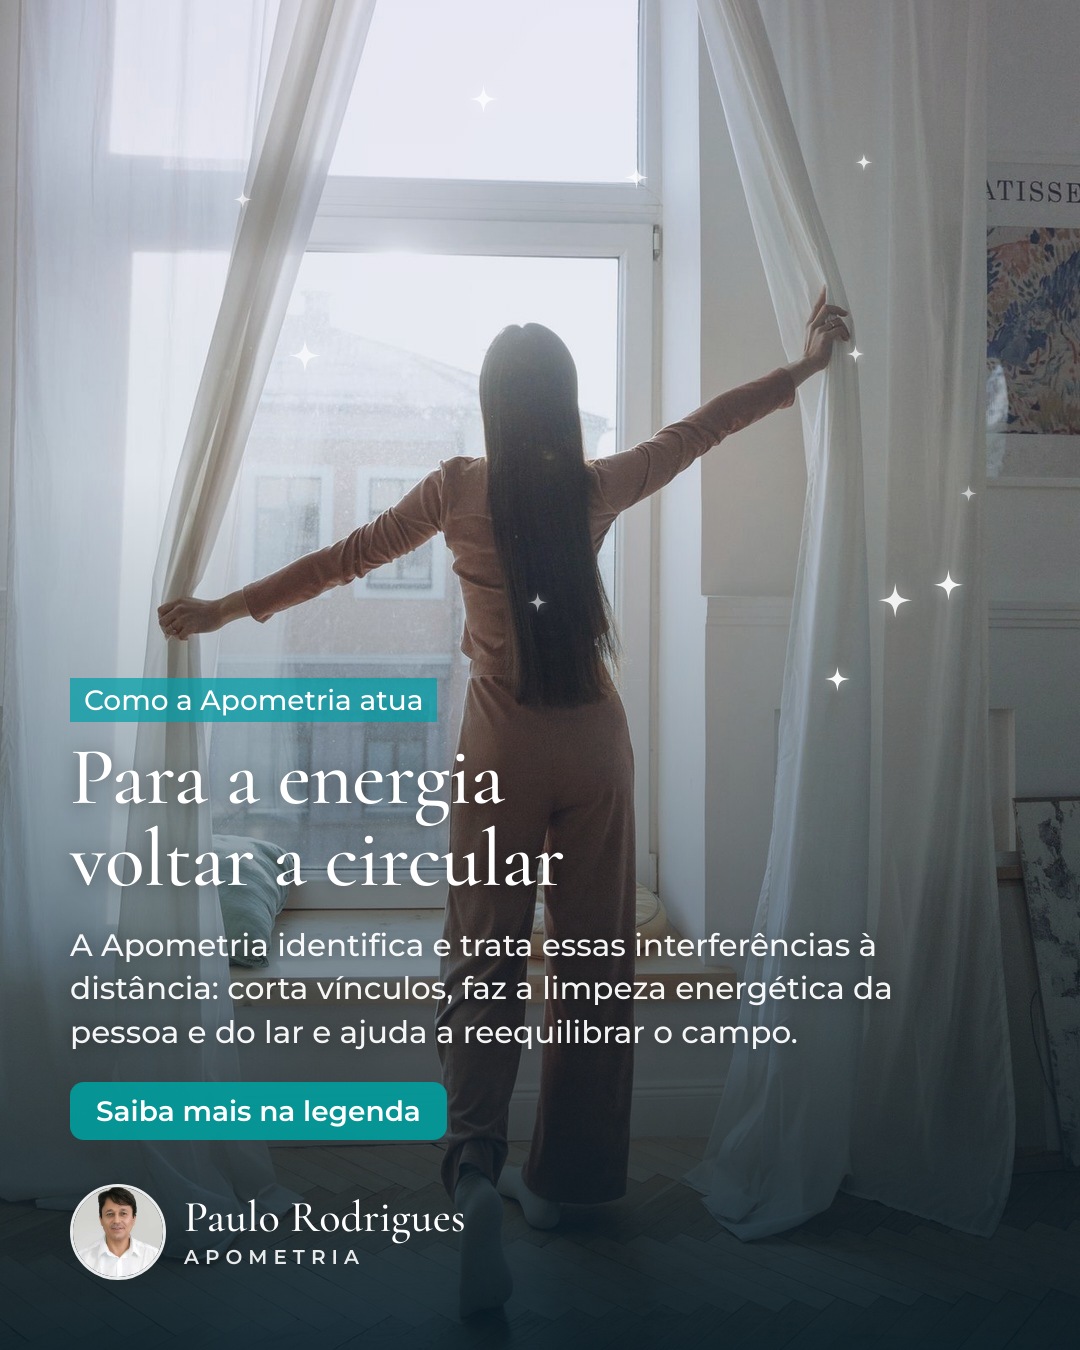 ATISSE
Como a Apometria atua
Para a energia
voltar a circular
A Apometria identifica e trata essas interferências à
distância: corta vínculos, faz a limpeza energética da
pessoa e do lar e ajuda a reequilibrar o campo.
Saiba mais na legenda
Paulo Rodrigues
APOMETRIA